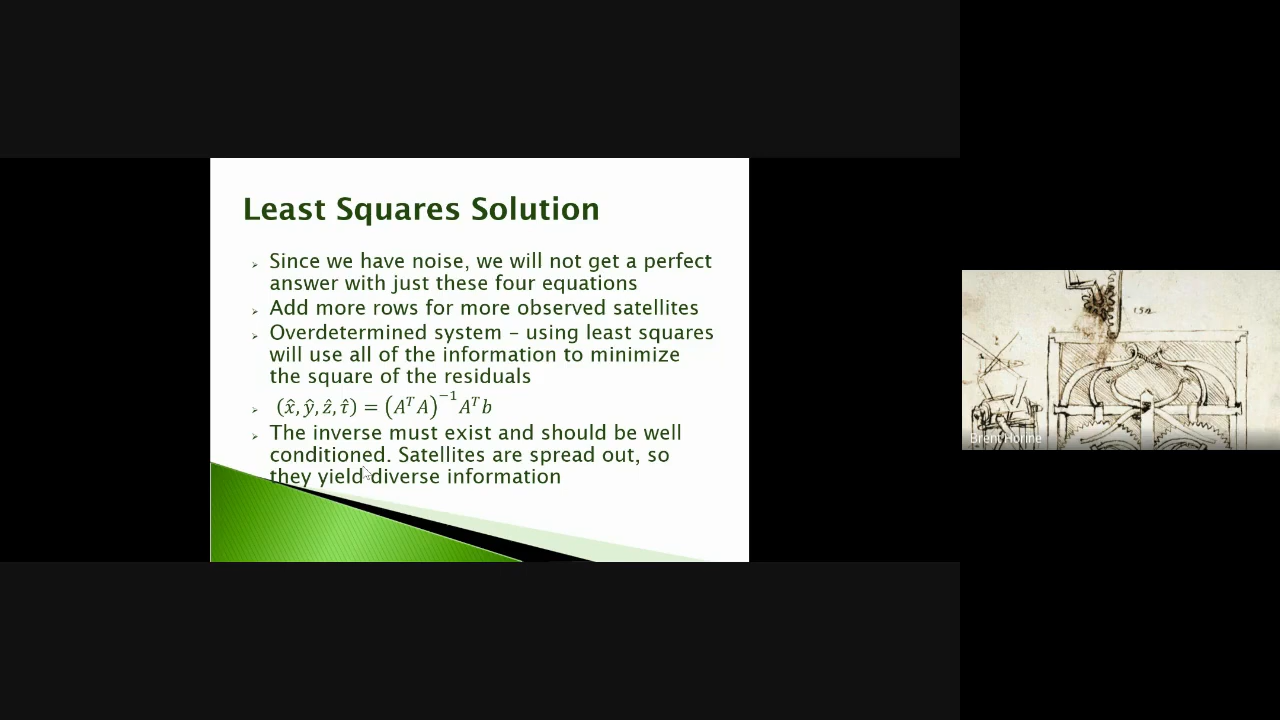 Least Squares Solution
Since we have noise, we will not get a perfect
answer with just these four equations
Add more rows for more observed satellites
Overdetermined system – using least squares
will use all of the information to minimize
the square of the residuals
(x̂, ŷ, ẑ, t̂) = (AᵀA)⁻¹Aᵀb
The inverse must exist and should be well
conditioned. Satellites are spread out, so
they yield diverse information
Brent Horine